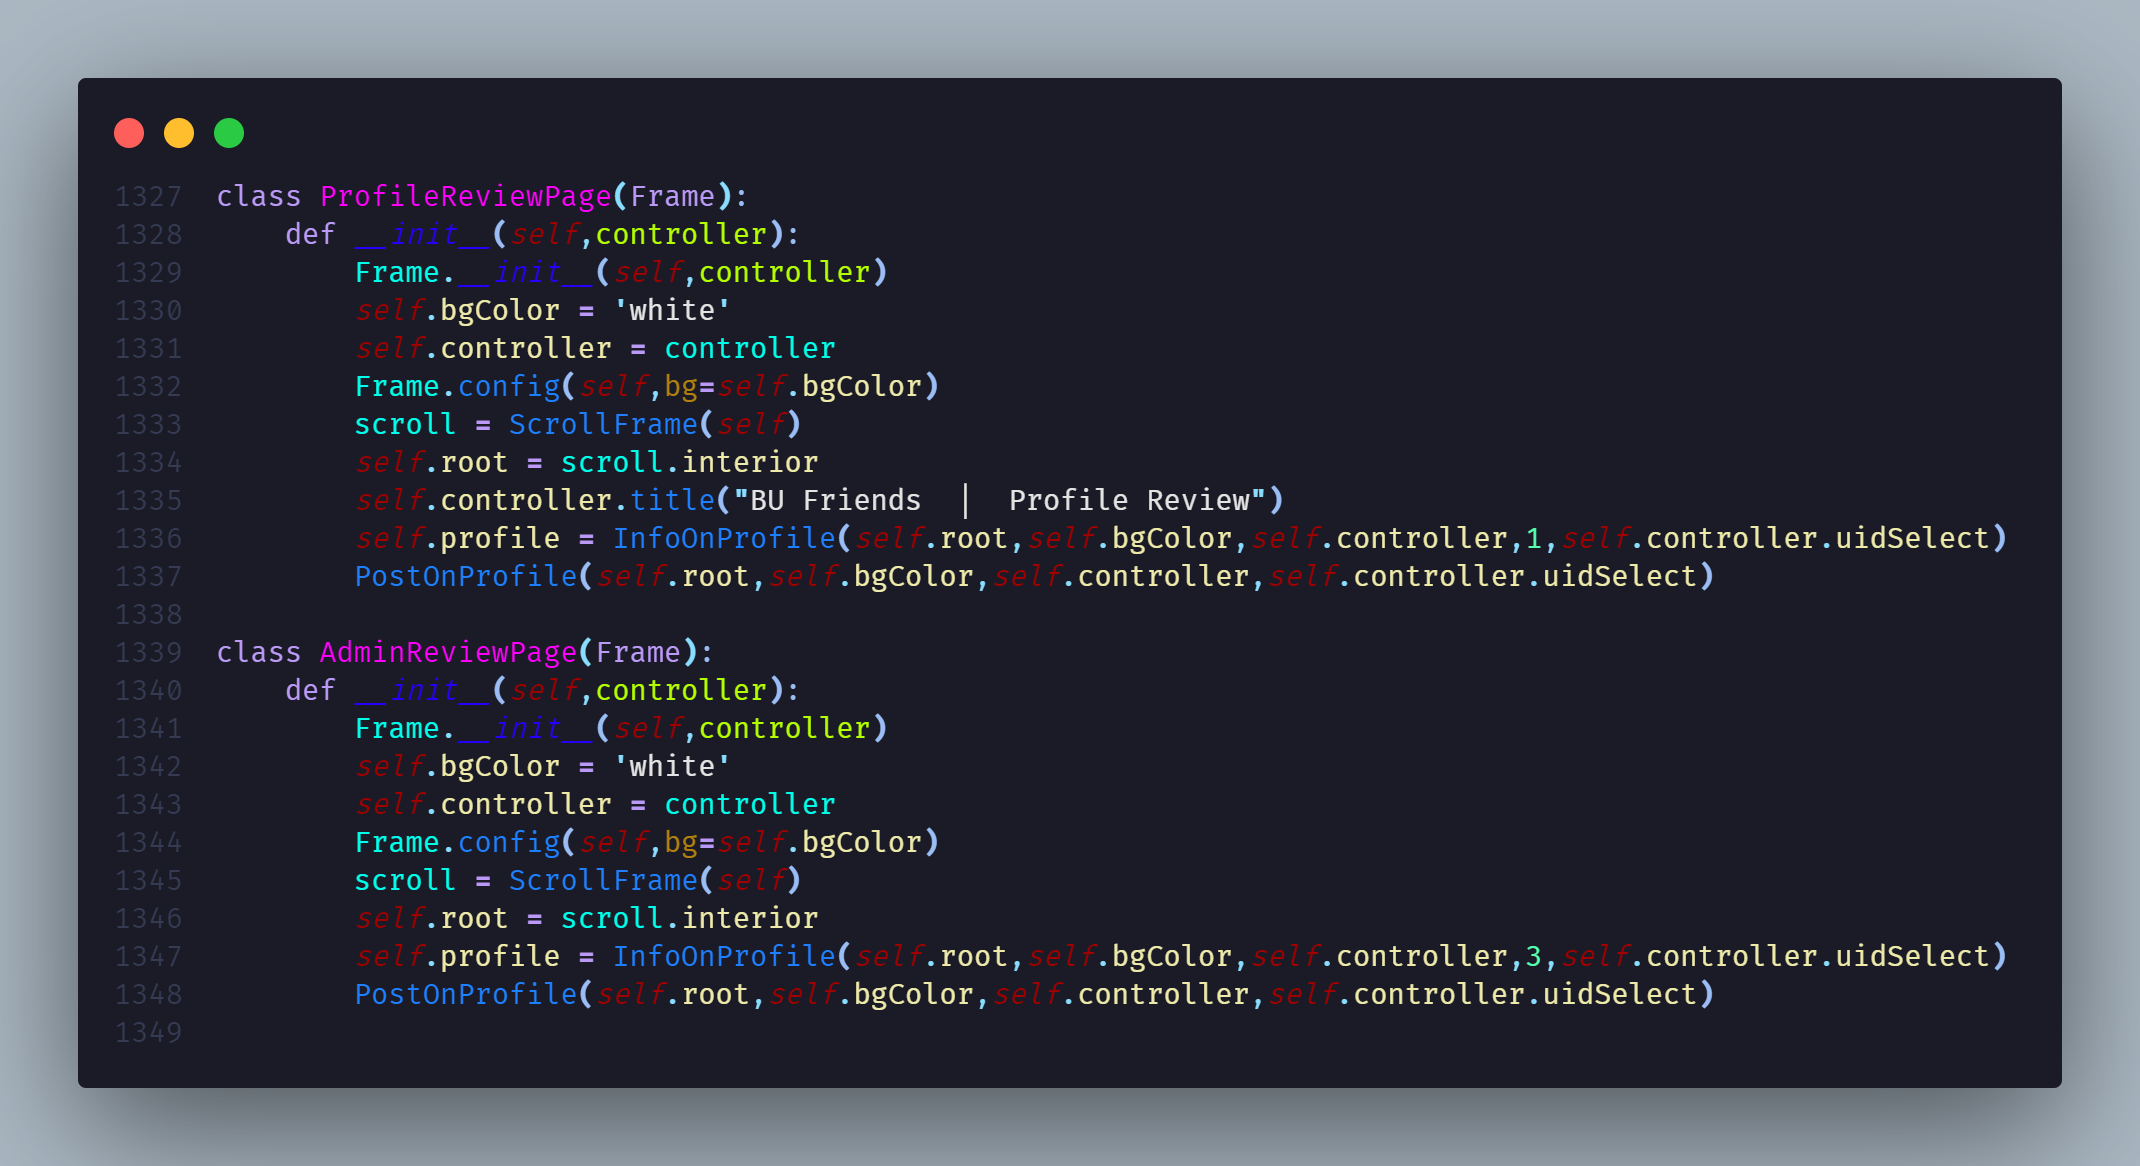 1327 class ProfileReviewPage(Frame):
1328     def __init__(self,controller):
1329         Frame.__init__(self,controller)
1330         self.bgColor = 'white'
1331         self.controller = controller
1332         Frame.config(self,bg=self.bgColor)
1333         scroll = ScrollFrame(self)
1334         self.root = scroll.interior
1335         self.controller.title("BU Friends  |  Profile Review")
1336         self.profile = InfoOnProfile(self.root,self.bgColor,self.controller,1,self.controller.uidSelect)
1337         PostOnProfile(self.root,self.bgColor,self.controller,self.controller.uidSelect)
1338
1339 class AdminReviewPage(Frame):
1340     def __init__(self,controller):
1341         Frame.__init__(self,controller)
1342         self.bgColor = 'white'
1343         self.controller = controller
1344         Frame.config(self,bg=self.bgColor)
1345         scroll = ScrollFrame(self)
1346         self.root = scroll.interior
1347         self.profile = InfoOnProfile(self.root,self.bgColor,self.controller,3,self.controller.uidSelect)
1348         PostOnProfile(self.root,self.bgColor,self.controller,self.controller.uidSelect)
1349